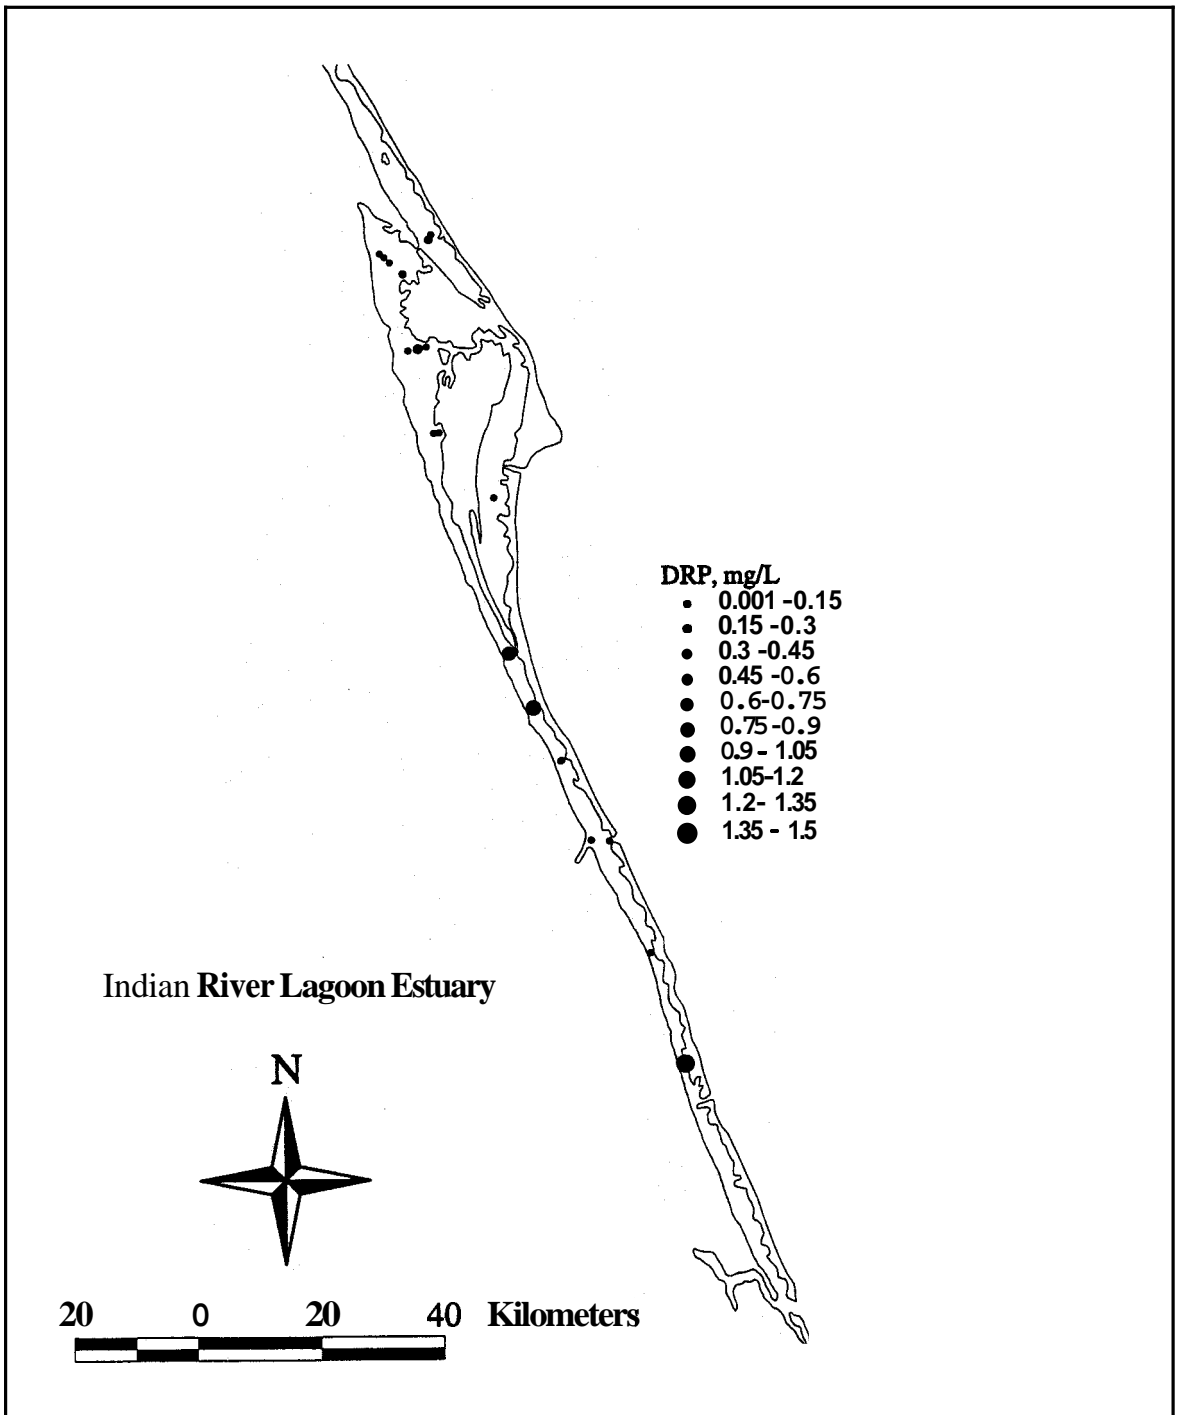 DRP, mg/L
0.001 -0.15
0.15 -0.3
0.3 -0.45
0.45 -0.6
0.6-0.75
0.75-0.9
0.9 - 1.05
1.05-1.2
1.2- 1.35
1.35 - 1.5
Indian River Lagoon Estuary
N
20 0 20 40 Kilometers